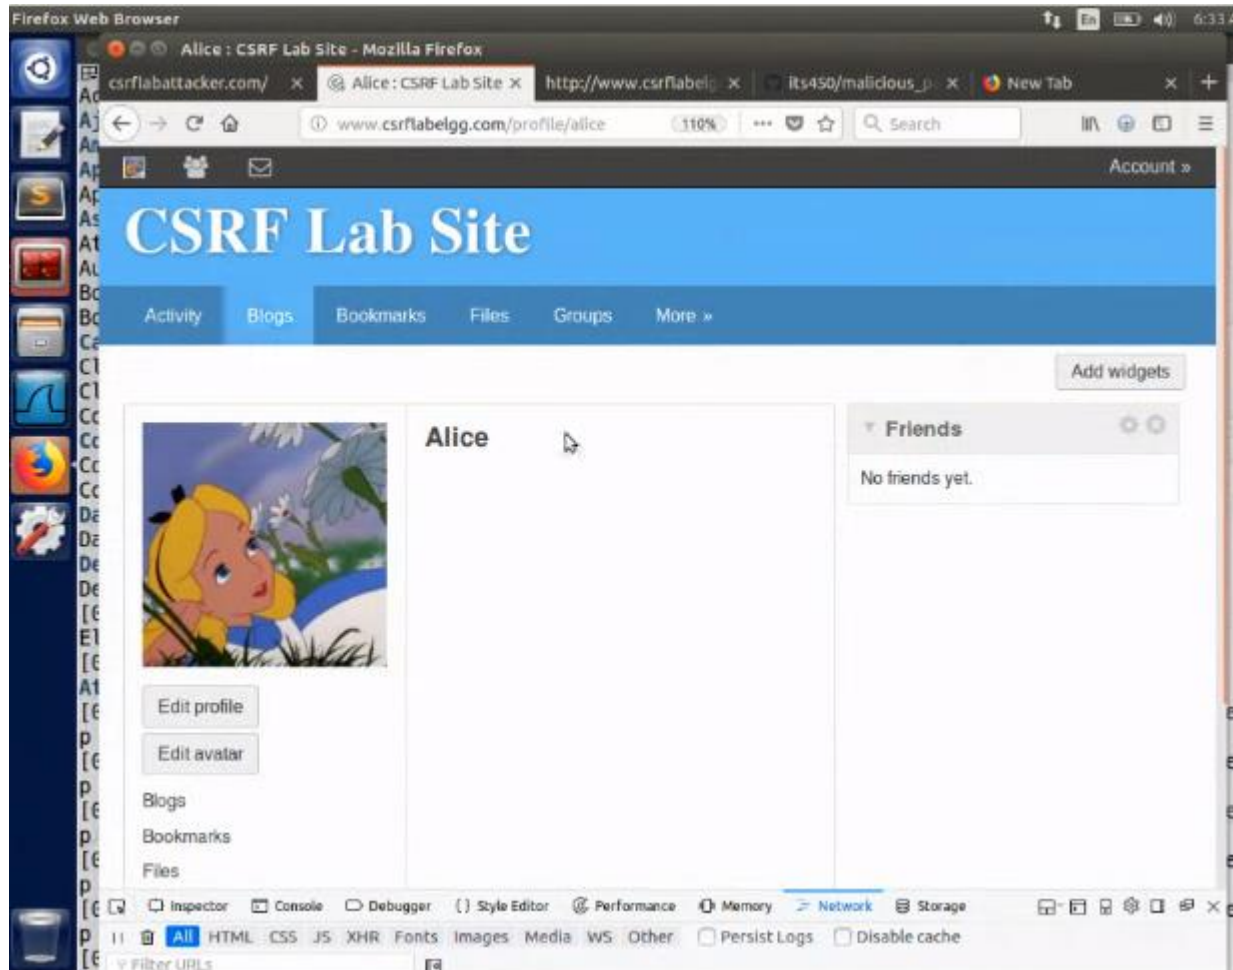 Firefox Web Browser
En
6:33
Alice : CSRF Lab Site - Mozilla Firefox
csrflabattacker.com/ × Alice : CSRF Lab Site × http://www.csrflabelg × its450/malicious_p × New Tab × +
www.csrflabelgg.com/profile/alice 110% ··· Search
Account »
CSRF Lab Site
Activity Blogs Bookmarks Files Groups More »
Add widgets
Alice
Friends
No friends yet.
Edit profile
Edit avatar
Blogs
Bookmarks
Files
Inspector Console Debugger {} Style Editor Performance Memory Network Storage
All HTML CSS JS XHR Fonts Images Media WS Other Persist Logs Disable cache
Filter URLs